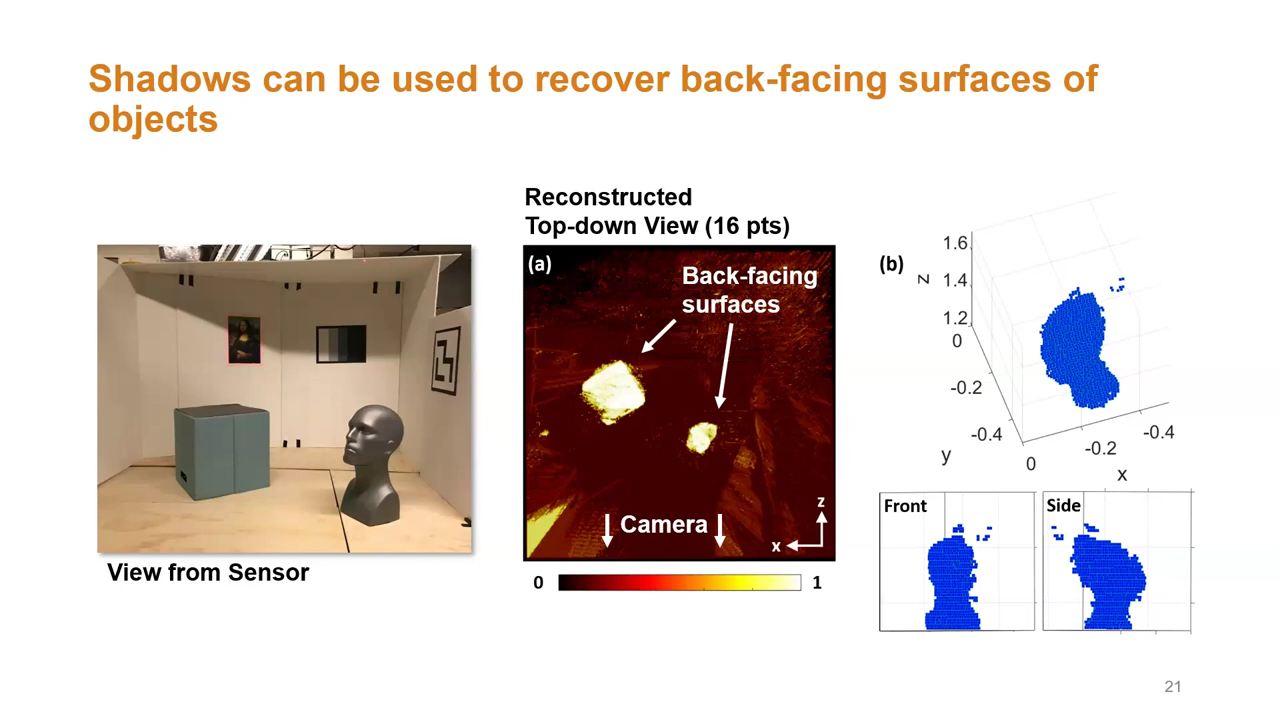 Shadows can be used to recover back-facing surfaces of
objects
View from Sensor
Reconstructed
Top-down View (16 pts)
(a)
Back-facing
surfaces
Camera
z
x
0
1
(b)
z
1.6
1.4
1.2
0
-0.2
-0.4
y
0
-0.2
-0.4
x
Front
Side
21